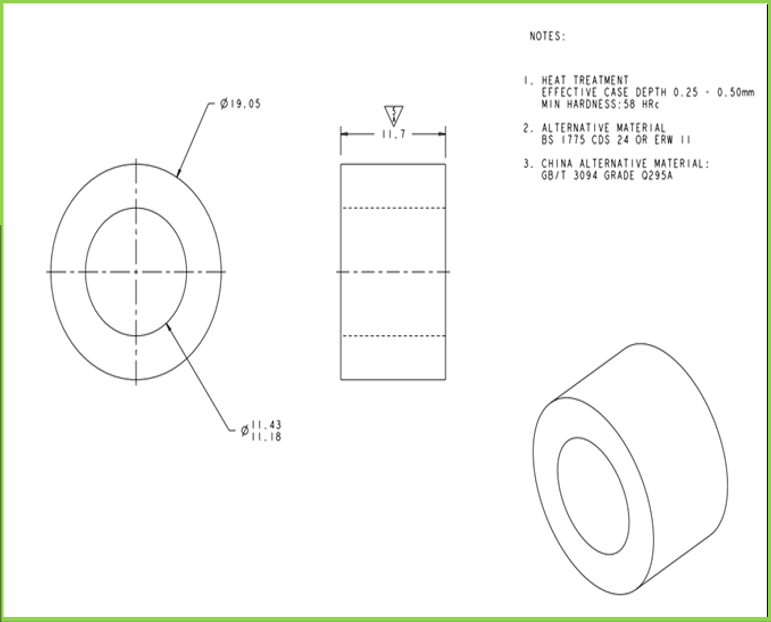 NOTES:
Ø19.05
1. HEAT TREATMENT
EFFECTIVE CASE DEPTH 0.25 - 0.50mm
MIN HARDNESS:58 HRc
11.7
2. ALTERNATIVE MATERIAL
BS 1775 CDS 24 OR ERW 11
3. CHINA ALTERNATIVE MATERIAL:
GB/T 3094 GRADE Q295A
Ø11.43
11.18